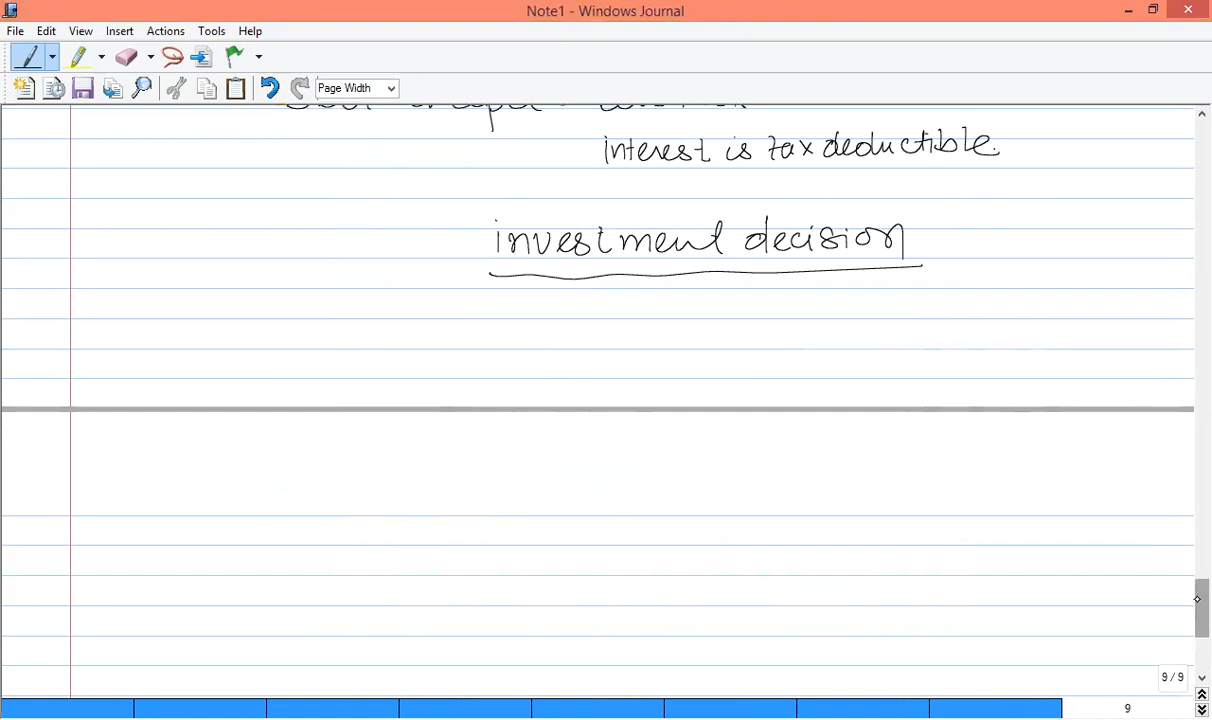 Note1 - Windows Journal
File Edit View Insert Actions Tools Help
Page Width
interest is tax deductible.
investment decision
9 / 9
9